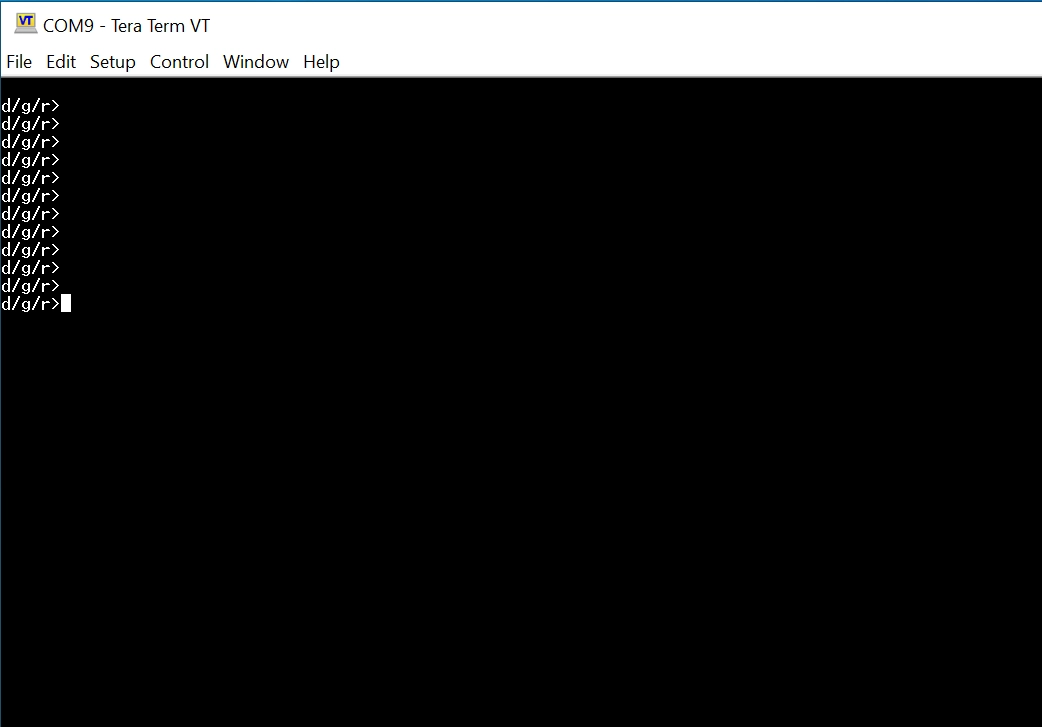 VT COM9 - Tera Term VT
File Edit Setup Control Window Help
d/g/r>
d/g/r>
d/g/r>
d/g/r>
d/g/r>
d/g/r>
d/g/r>
d/g/r>
d/g/r>
d/g/r>
d/g/r>
d/g/r>